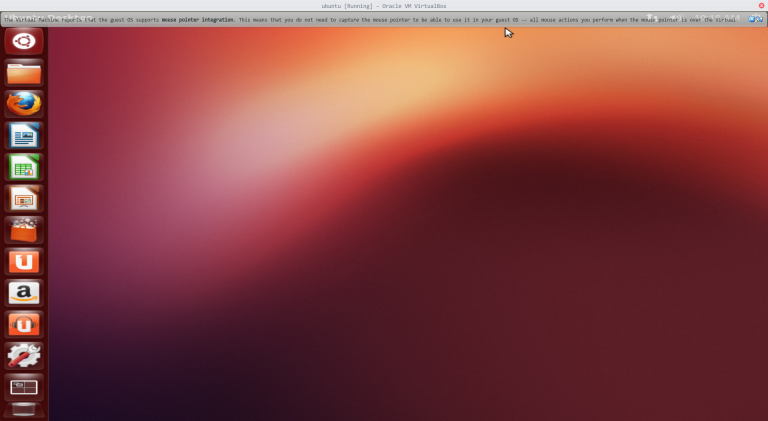 ubuntu [Running] - Oracle VM VirtualBox
The Virtual Machine reports that the guest OS supports mouse pointer integration. This means that you do not need to capture the mouse pointer to be able to use it in your guest OS -- all mouse actions you perform when the mouse pointer is over the Virtual